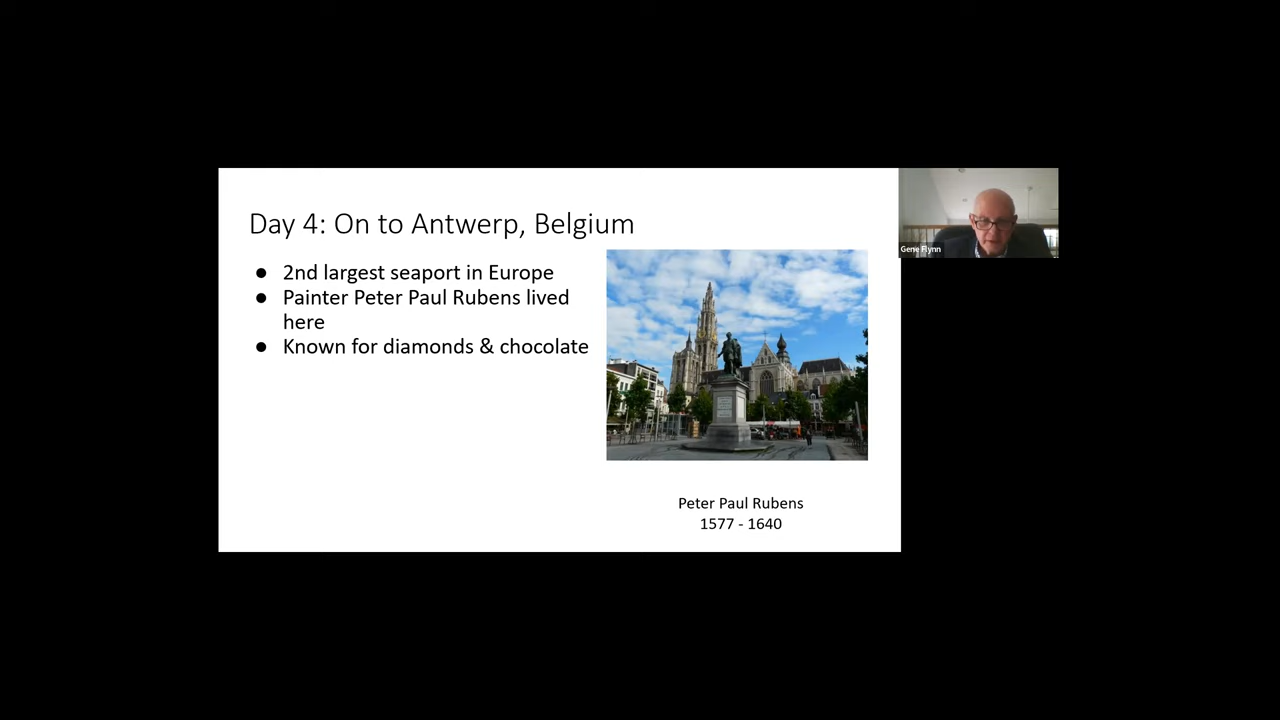 Day 4: On to Antwerp, Belgium
● 2nd largest seaport in Europe
● Painter Peter Paul Rubens lived
here
● Known for diamonds & chocolate
Peter Paul Rubens
1577 - 1640
Gene Flynn